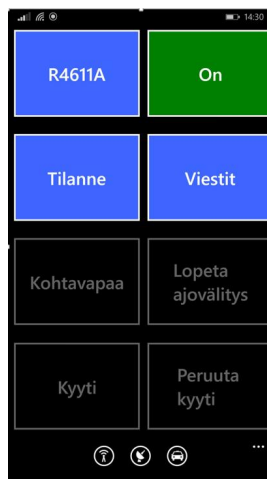 14:30
R4611A
On
Tilanne
Viestit
Kohtavapaa
Lopeta
ajovälitys
Kyyti
Peruuta
kyyti